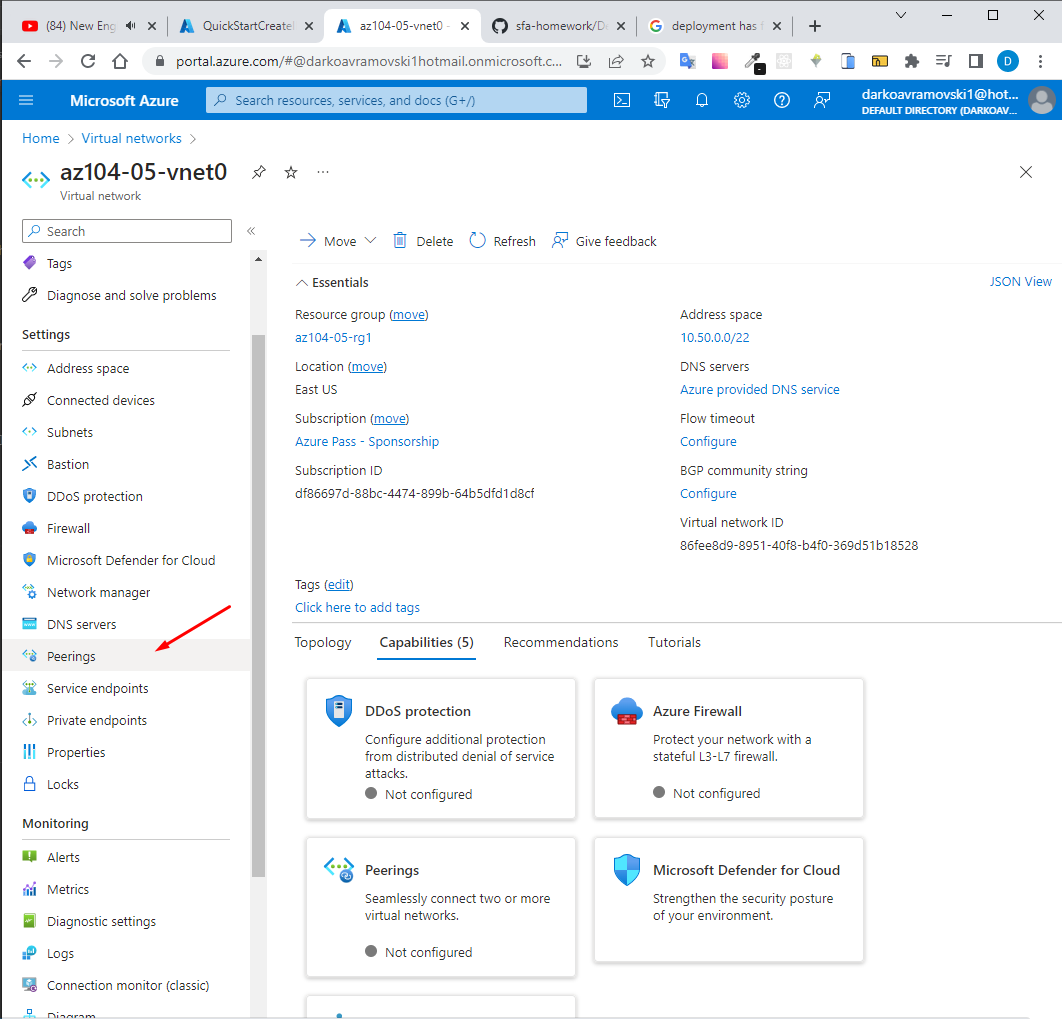 (84) New Eng
QuickStartCreate
az104-05-vnet0 -
sfa-homework/D
deployment has
portal.azure.com/#@darkoavramovski1hotmail.onmicrosoft.c...
D
Microsoft Azure
Search resources, services, and docs (G+/)
darkoavramovski1@hot...
DEFAULT DIRECTORY (DARKOAV...
Home > Virtual networks >
az104-05-vnet0
Virtual network
Search
Move
Delete
Refresh
Give feedback
Tags
Diagnose and solve problems
Settings
Address space
Connected devices
Subnets
Bastion
DDoS protection
Firewall
Microsoft Defender for Cloud
Network manager
DNS servers
Peerings
Service endpoints
Private endpoints
Properties
Locks
Monitoring
Alerts
Metrics
Diagnostic settings
Logs
Connection monitor (classic)
Diagram
Essentials
JSON View
Resource group (move)
az104-05-rg1
Location (move)
East US
Subscription (move)
Azure Pass - Sponsorship
Subscription ID
df86697d-88bc-4474-899b-64b5dfd1d8cf
Address space
10.50.0.0/22
DNS servers
Azure provided DNS service
Flow timeout
Configure
BGP community string
Configure
Virtual network ID
86fee8d9-8951-40f8-b4f0-369d51b18528
Tags (edit)
Click here to add tags
Topology
Capabilities (5)
Recommendations
Tutorials
DDoS protection
Configure additional protection
from distributed denial of service
attacks.
Not configured
Azure Firewall
Protect your network with a
stateful L3-L7 firewall.
Not configured
Peerings
Seamlessly connect two or more
virtual networks.
Not configured
Microsoft Defender for Cloud
Strengthen the security posture
of your environment.